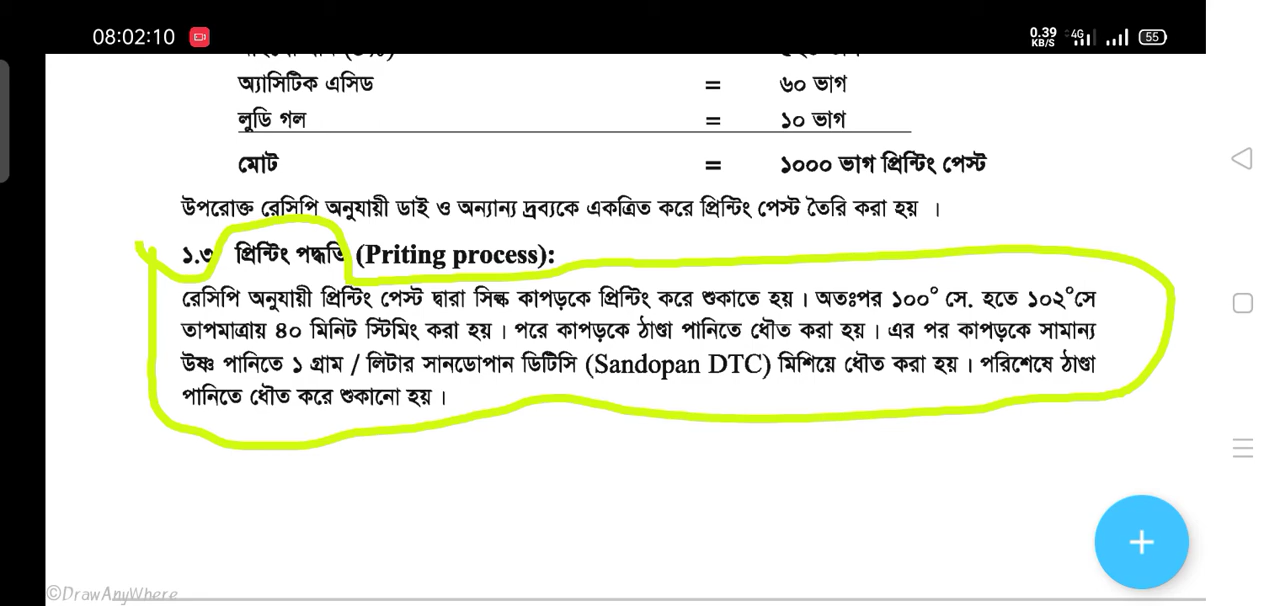 08:02:10
0.39 KB/S 4G 55
অ্যাসিটিক এসিড = ৬০ ভাগ
লুডি গল = ১০ ভাগ
মোট = ১০০০ ভাগ প্রিন্টিং পেস্ট
উপরোক্ত রেসিপি অনুযায়ী ডাই ও অন্যান্য দ্রব্যকে একত্রিত করে প্রিন্টিং পেস্ট তৈরি করা হয় ।
১.৩ প্রিন্টিং পদ্ধতি (Priting process):
রেসিপি অনুযায়ী প্রিন্টিং পেস্ট দ্বারা সিল্ক কাপড়কে প্রিন্টিং করে শুকাতে হয় । অতঃপর ১০০° সে. হতে ১০২°সে
তাপমাত্রায় ৪০ মিনিট স্টিমিং করা হয় । পরে কাপড়কে ঠাণ্ডা পানিতে ধৌত করা হয় । এর পর কাপড়কে সামান্য
উষ্ণ পানিতে ১ গ্রাম / লিটার সানডোপান ডিটিসি (Sandopan DTC) মিশিয়ে ধৌত করা হয় । পরিশেষে ঠাণ্ডা
পানিতে ধৌত করে শুকানো হয় ।
©DrawAnyWhere